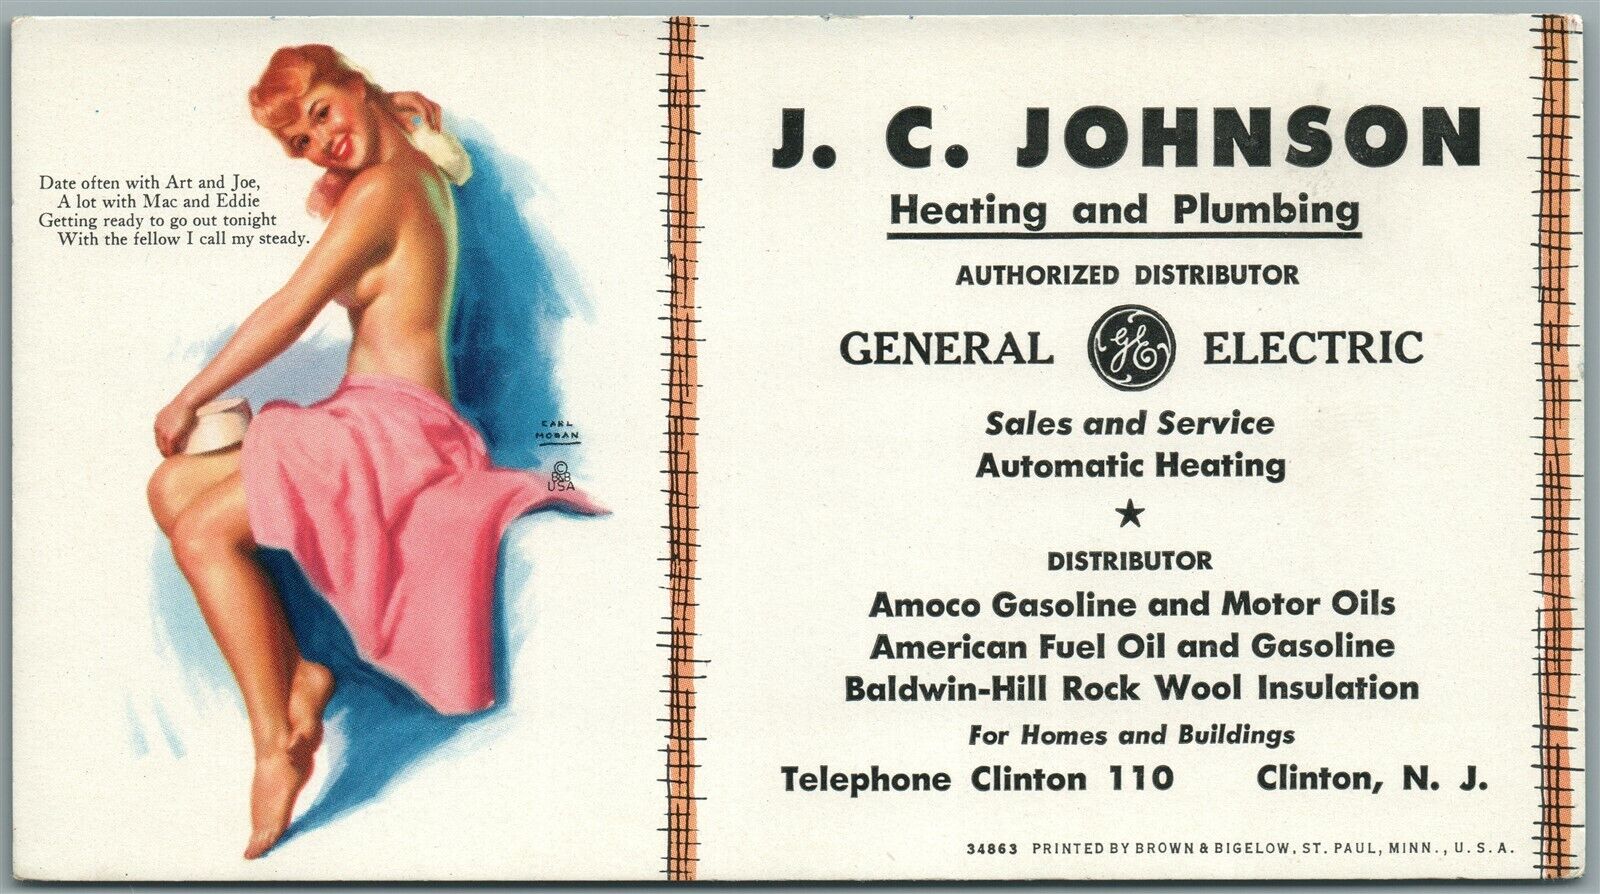 Date often with Art and Joe,
A lot with Mac and Eddie
Getting ready to go out tonight
With the fellow I call my steady.
EARL
MORAN
©
B&B
USA
J. C. JOHNSON
Heating and Plumbing
AUTHORIZED DISTRIBUTOR
GENERAL GE ELECTRIC
Sales and Service
Automatic Heating
★
DISTRIBUTOR
Amoco Gasoline and Motor Oils
American Fuel Oil and Gasoline
Baldwin-Hill Rock Wool Insulation
For Homes and Buildings
Telephone Clinton 110 Clinton, N. J.
34863 PRINTED BY BROWN & BIGELOW, ST. PAUL, MINN., U. S. A.